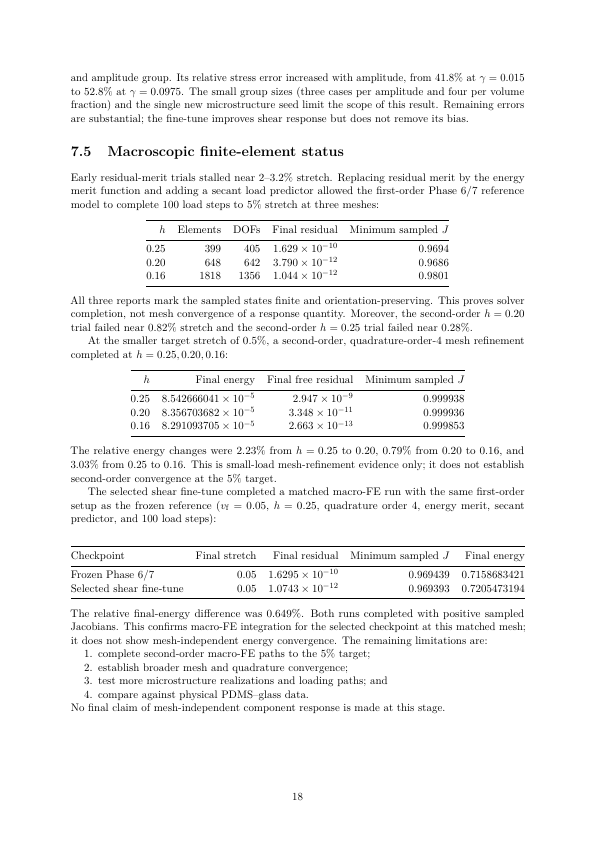 and amplitude group. Its relative stress error increased with amplitude, from 41.8% at γ = 0.015
to 52.8% at γ = 0.0975. The small group sizes (three cases per amplitude and four per volume
fraction) and the single new microstructure seed limit the scope of this result. Remaining errors
are substantial; the fine-tune improves shear response but does not remove its bias.
7.5 Macroscopic finite-element status
Early residual-merit trials stalled near 2–3.2% stretch. Replacing residual merit by the energy
merit function and adding a secant load predictor allowed the first-order Phase 6/7 reference
model to complete 100 load steps to 5% stretch at three meshes:
h Elements DOFs Final residual Minimum sampled J
0.25 399 405 1.629 × 10⁻¹⁰ 0.9694
0.20 648 642 3.790 × 10⁻¹² 0.9686
0.16 1818 1356 1.044 × 10⁻¹² 0.9801
All three reports mark the sampled states finite and orientation-preserving. This proves solver
completion, not mesh convergence of a response quantity. Moreover, the second-order h = 0.20
trial failed near 0.82% stretch and the second-order h = 0.25 trial failed near 0.28%.
At the smaller target stretch of 0.5%, a second-order, quadrature-order-4 mesh refinement
completed at h = 0.25, 0.20, 0.16:
h Final energy Final free residual Minimum sampled J
0.25 8.542666041 × 10⁻⁵ 2.947 × 10⁻⁹ 0.999938
0.20 8.356703682 × 10⁻⁵ 3.348 × 10⁻¹¹ 0.999936
0.16 8.291093705 × 10⁻⁵ 2.663 × 10⁻¹³ 0.999853
The relative energy changes were 2.23% from h = 0.25 to 0.20, 0.79% from 0.20 to 0.16, and
3.03% from 0.25 to 0.16. This is small-load mesh-refinement evidence only; it does not establish
second-order convergence at the 5% target.
The selected shear fine-tune completed a matched macro-FE run with the same first-order
setup as the frozen reference (v_f = 0.05, h = 0.25, quadrature order 4, energy merit, secant
predictor, and 100 load steps):
Checkpoint Final stretch Final residual Minimum sampled J Final energy
Frozen Phase 6/7 0.05 1.6295 × 10⁻¹⁰ 0.969439 0.7158683421
Selected shear fine-tune 0.05 1.0743 × 10⁻¹² 0.969393 0.7205473194
The relative final-energy difference was 0.649%. Both runs completed with positive sampled
Jacobians. This confirms macro-FE integration for the selected checkpoint at this matched mesh;
it does not show mesh-independent energy convergence. The remaining limitations are:
1. complete second-order macro-FE paths to the 5% target;
2. establish broader mesh and quadrature convergence;
3. test more microstructure realizations and loading paths; and
4. compare against physical PDMS–glass data.
No final claim of mesh-independent component response is made at this stage.
18